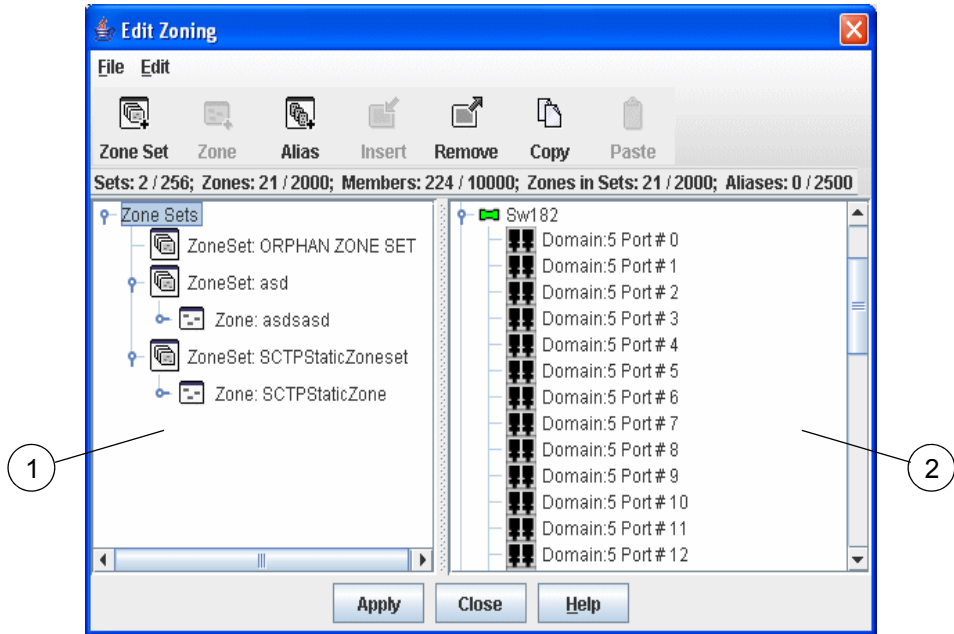 Edit Zoning
File Edit
Zone Set Zone Alias Insert Remove Copy Paste
Sets: 2 / 256; Zones: 21 / 2000; Members: 224 / 10000; Zones in Sets: 21 / 2000; Aliases: 0 / 2500
Zone Sets
ZoneSet: ORPHAN ZONE SET
ZoneSet: asd
Zone: asdsasd
ZoneSet: SCTPStaticZoneset
Zone: SCTPStaticZone
1
Sw182
Domain:5 Port# 0
Domain:5 Port# 1
Domain:5 Port# 2
Domain:5 Port# 3
Domain:5 Port# 4
Domain:5 Port# 5
Domain:5 Port# 6
Domain:5 Port# 7
Domain:5 Port# 8
Domain:5 Port# 9
Domain:5 Port# 10
Domain:5 Port# 11
Domain:5 Port# 12
2
Apply Close Help